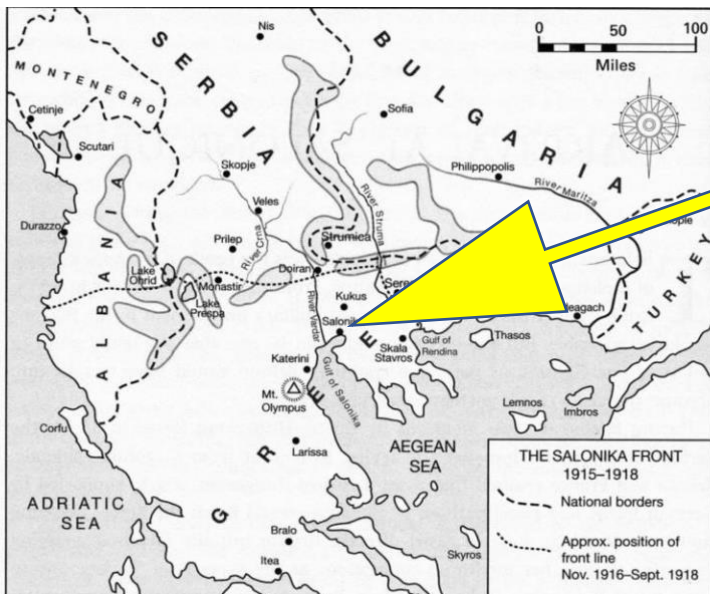 Nis
SERBIA
BULGARIA
0 50 100
Miles
MONTENEGRO
Cetinje
Scutari
Sofia
Skopje
Philippopolis
River Maritza
Veles
River Struma
ALBANIA
Durazzo
Prilep
River Crna
Strumica
Doiran
Lake
Ohrid
Monastir
Lake
Prespa
River Vardar
Kukus
TURKEY
Thasos
Skala
Stavros
Gulf of
Rendina
Katerini
Gulf of Salonika
Mt.
Olympus
Lemnos
Imbros
Corfu
Larissa
GREECE
AEGEAN
SEA
ADRIATIC
SEA
Bralo
Itea
Skyros
THE SALONIKA FRONT
1915–1918
National borders
Approx. position of
front line
Nov. 1916–Sept. 1918